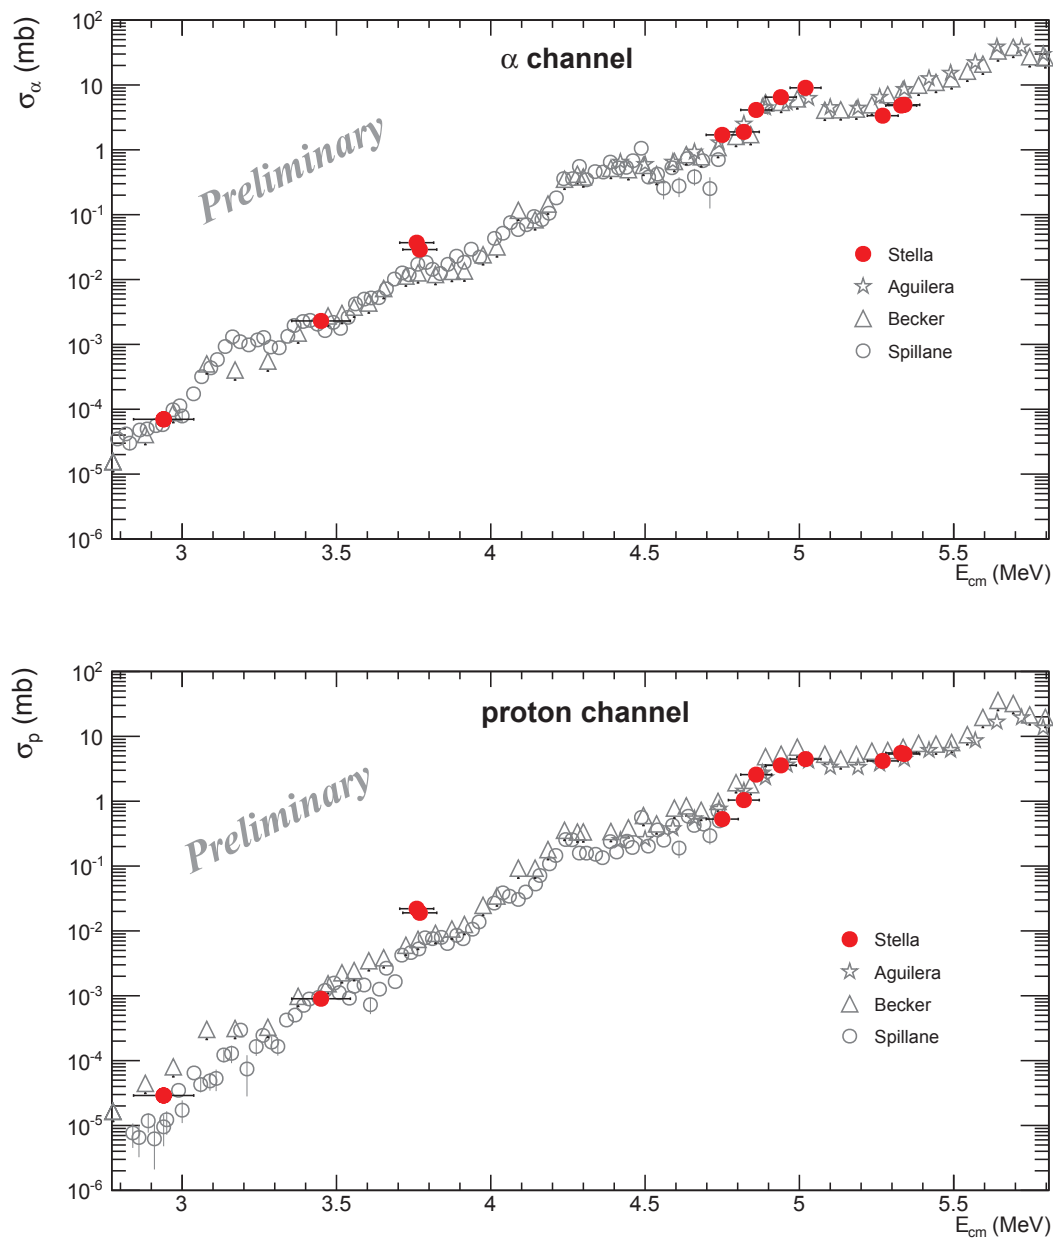 α channel
σα (mb)
Preliminary
10²
10
1
10⁻¹
10⁻²
10⁻³
10⁻⁴
10⁻⁵
10⁻⁶
Stella
Aguilera
Becker
Spillane
3 3.5 4 4.5 5 5.5
Ecm (MeV)
proton channel
σp (mb)
Preliminary
10²
10
1
10⁻¹
10⁻²
10⁻³
10⁻⁴
10⁻⁵
10⁻⁶
Stella
Aguilera
Becker
Spillane
3 3.5 4 4.5 5 5.5
Ecm (MeV)